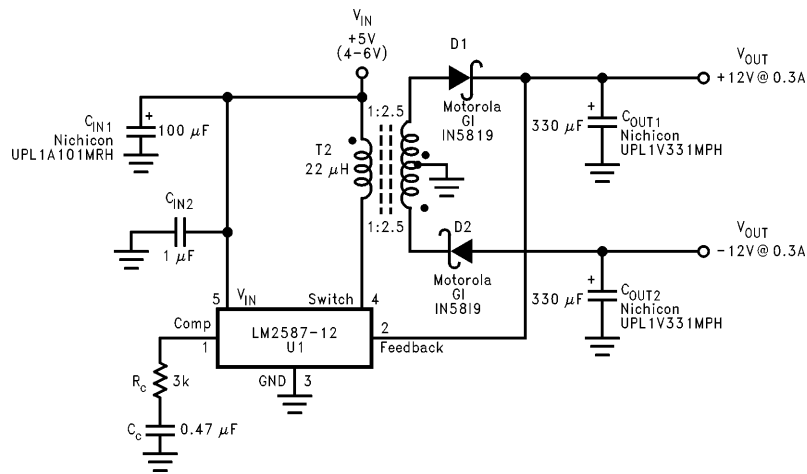 V_IN
+5V
(4-6V)
D1
V_OUT
+12V@ 0.3A
C_IN1
Nichicon
UPL1A101MRH
+
100 μF
1:2.5
Motorola
GI
IN5819
+
330 μF
C_OUT1
Nichicon
UPL1V331MPH
T2
22 μH
C_IN2
1 μF
1:2.5
D2
Motorola
GI
IN58I9
V_OUT
-12V@ 0.3A
+
330 μF
C_OUT2
Nichicon
UPL1V331MPH
5
V_IN
Switch
4
Comp
1
LM2587-12
U1
2
Feedback
GND
3
R_c
3k
C_c
0.47 μF